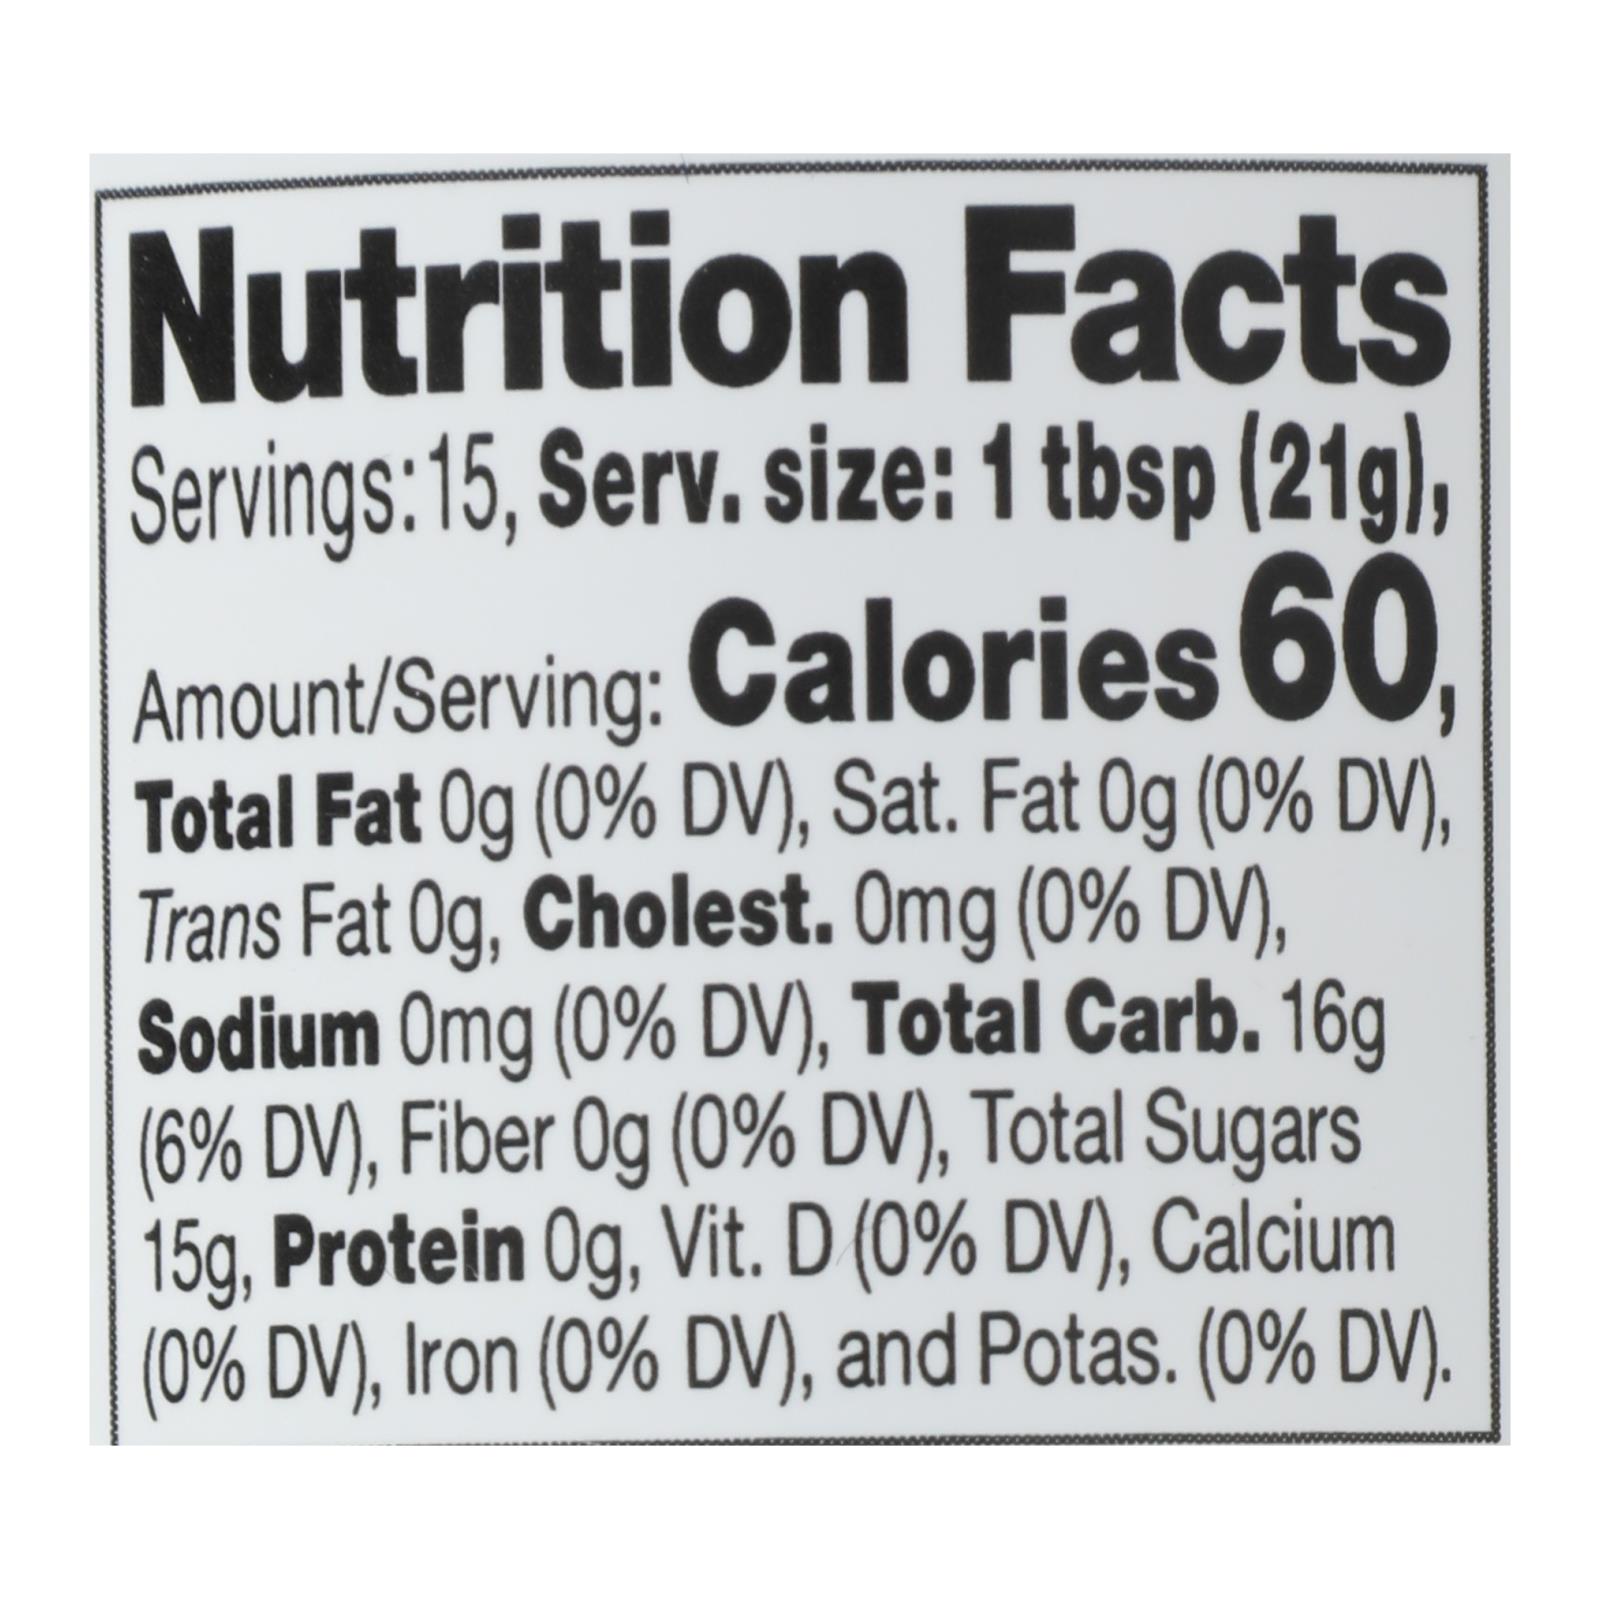 Nutrition Facts
Servings: 15, Serv. size: 1 tbsp (21g),
Amount/Serving: Calories 60,
Total Fat 0g (0% DV), Sat. Fat 0g (0% DV),
Trans Fat 0g, Cholest. 0mg (0% DV),
Sodium 0mg (0% DV), Total Carb. 16g
(6% DV), Fiber 0g (0% DV), Total Sugars
15g, Protein 0g, Vit. D (0% DV), Calcium
(0% DV), Iron (0% DV), and Potas. (0% DV).